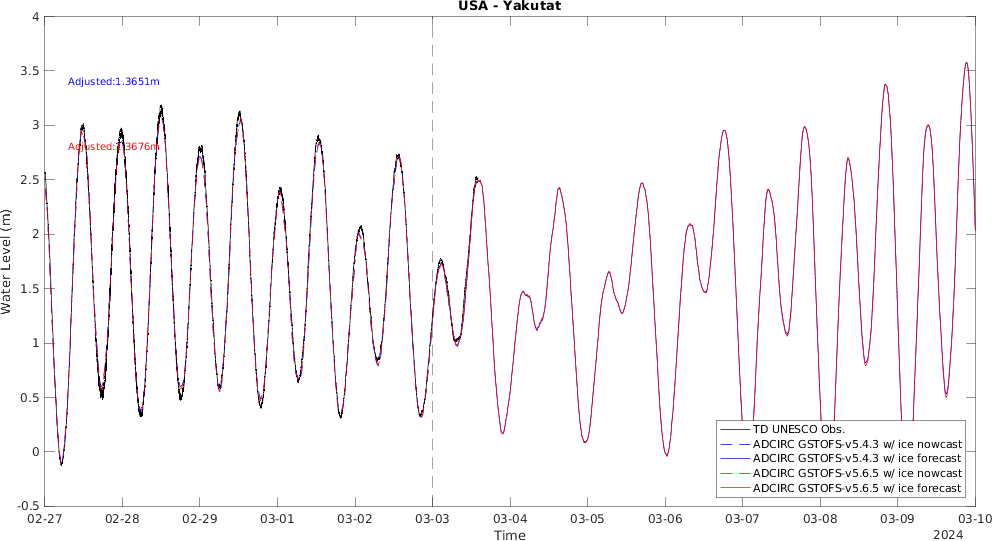 USA - Yakutat
4
3.5
3
2.5
2
1.5
1
0.5
0
-0.5
Water Level (m)
Adjusted:1.3651m
Adjusted:1.3676m
TD UNESCO Obs.
ADCIRC GSTOFS-v5.4.3 w/ ice nowcast
ADCIRC GSTOFS-v5.4.3 w/ ice forecast
ADCIRC GSTOFS-v5.6.5 w/ ice nowcast
ADCIRC GSTOFS-v5.6.5 w/ ice forecast
02-27 02-28 02-29 03-01 03-02 03-03 03-04 03-05 03-06 03-07 03-08 03-09 03-10
Time
2024